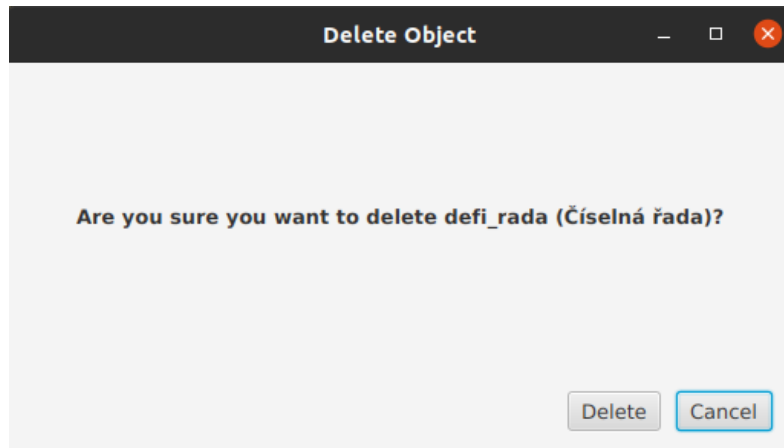 Delete Object
Are you sure you want to delete defi_rada (Číselná řada)?
Delete Cancel